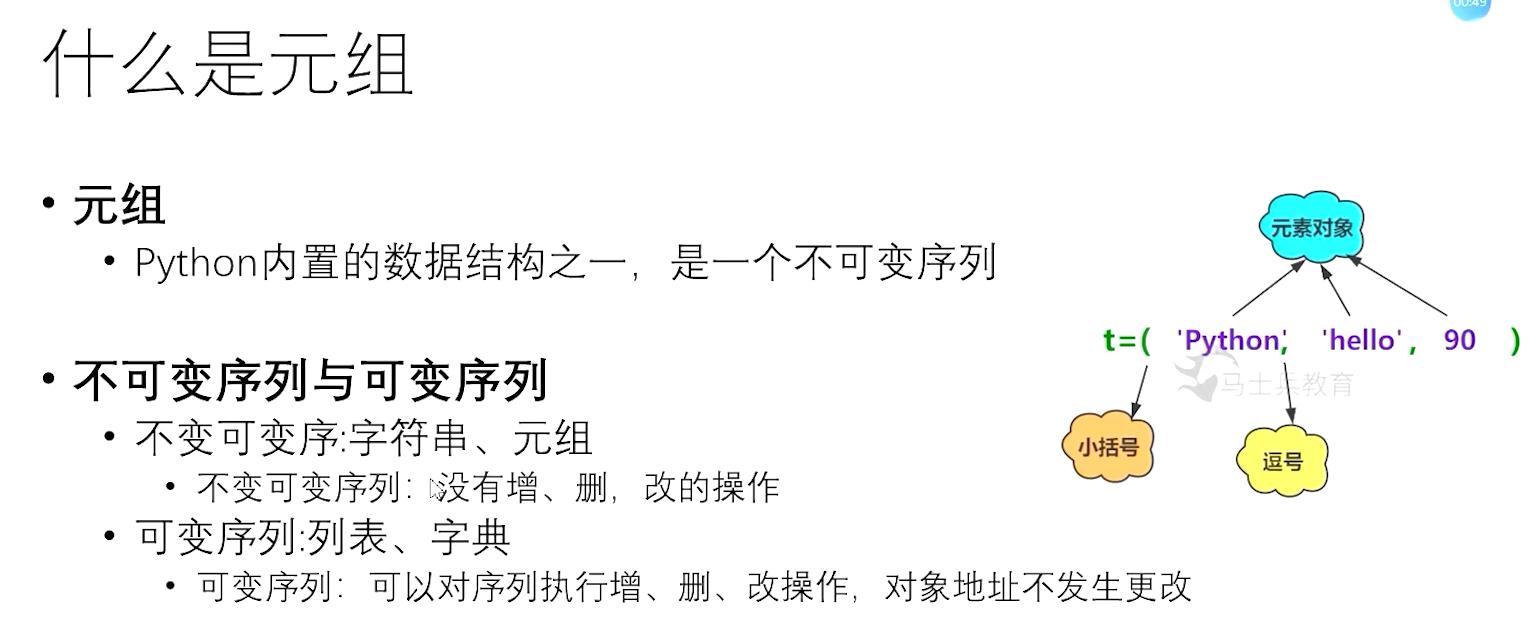 00:49
什么是元组
• 元组
• Python内置的数据结构之一，是一个不可变序列
元素对象
t=( 'Python', 'hello', 90 )
马士兵教育
• 不可变序列与可变序列
• 不变可变序:字符串、元组
小括号
逗号
• 不变可变序列：没有增、删，改的操作
• 可变序列:列表、字典
• 可变序列：可以对序列执行增、删、改操作，对象地址不发生更改